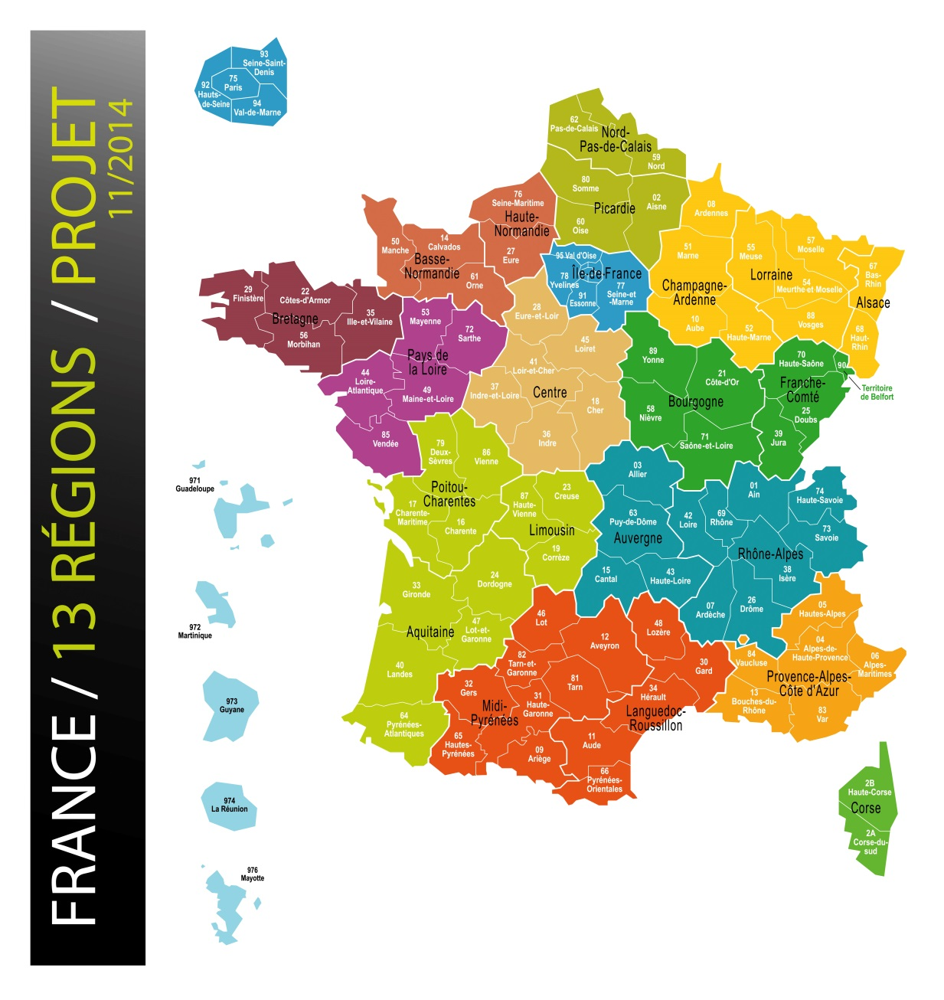 FRANCE / 13 RÉGIONS / PROJET
11/2014
93
Seine-Saint-
Denis
75
Paris
92
Hauts-
de-Seine
94
Val-de-Marne
62
Pas-de-Calais
Nord-
Pas-de-Calais
59
Nord
80
Somme
02
Aisne
Picardie
60
Oise
76
Seine-Maritime
Haute-
Normandie
27
Eure
50
Manche
14
Calvados
Basse-
Normandie
61
Orne
95 Val d'Oise
Île-de-France
78
Yvelines
77
Seine-et
-Marne
91
Essonne
08
Ardennes
51
Marne
55
Meuse
57
Moselle
Lorraine
54
Meurthe-et-Moselle
67
Bas-
Rhin
Alsace
Champagne-
Ardenne
10
Aube
52
Haute-Marne
88
Vosges
68
Haut-
Rhin
29
Finistère
22
Côtes-d'Armor
Bretagne
35
Ille-et-Vilaine
56
Morbihan
53
Mayenne
72
Sarthe
Pays de
la Loire
44
Loire-
Atlantique
49
Maine-et-Loire
85
Vendée
28
Eure-et-Loir
45
Loiret
41
Loir-et-Cher
37
Indre-et-Loire
Centre
18
Cher
36
Indre
89
Yonne
21
Côte-d'Or
Bourgogne
58
Nièvre
71
Saône-et-Loire
70
Haute-Saône
90
Territoire
de Belfort
Franche-
Comté
25
Doubs
39
Jura
79
Deux-
Sèvres
86
Vienne
Poitou-
Charentes
17
Charente-
Maritime
16
Charente
87
Haute-
Vienne
23
Creuse
Limousin
19
Corrèze
24
Dordogne
33
Gironde
Aquitaine
47
Lot-et-
Garonne
40
Landes
64
Pyrénées-
Atlantiques
03
Allier
63
Puy-de-Dôme
Auvergne
15
Cantal
43
Haute-Loire
42
Loire
69
Rhône
01
Ain
74
Haute-Savoie
73
Savoie
Rhône-Alpes
38
Isère
07
Ardèche
26
Drôme
46
Lot
12
Aveyron
48
Lozère
82
Tarn-et-
Garonne
81
Tarn
30
Gard
32
Gers
31
Haute-
Garonne
34
Hérault
Midi-
Pyrénées
Languedoc-
Roussillon
65
Hautes-
Pyrénées
09
Ariège
11
Aude
66
Pyrénées-
Orientales
05
Hautes-Alpes
04
Alpes-de-
Haute-Provence
06
Alpes-
Maritimes
84
Vaucluse
Provence-Alpes-
Côte d'Azur
13
Bouches-du-
Rhône
83
Var
2B
Haute-Corse
Corse
2A
Corse-du-
sud
971
Guadeloupe
972
Martinique
973
Guyane
974
La Réunion
976
Mayotte